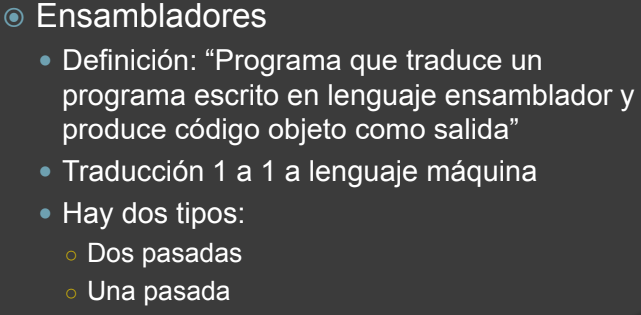 Ensambladores
Definición: “Programa que traduce un
programa escrito en lenguaje ensamblador y
produce código objeto como salida”
Traducción 1 a 1 a lenguaje máquina
Hay dos tipos:
Dos pasadas
Una pasada